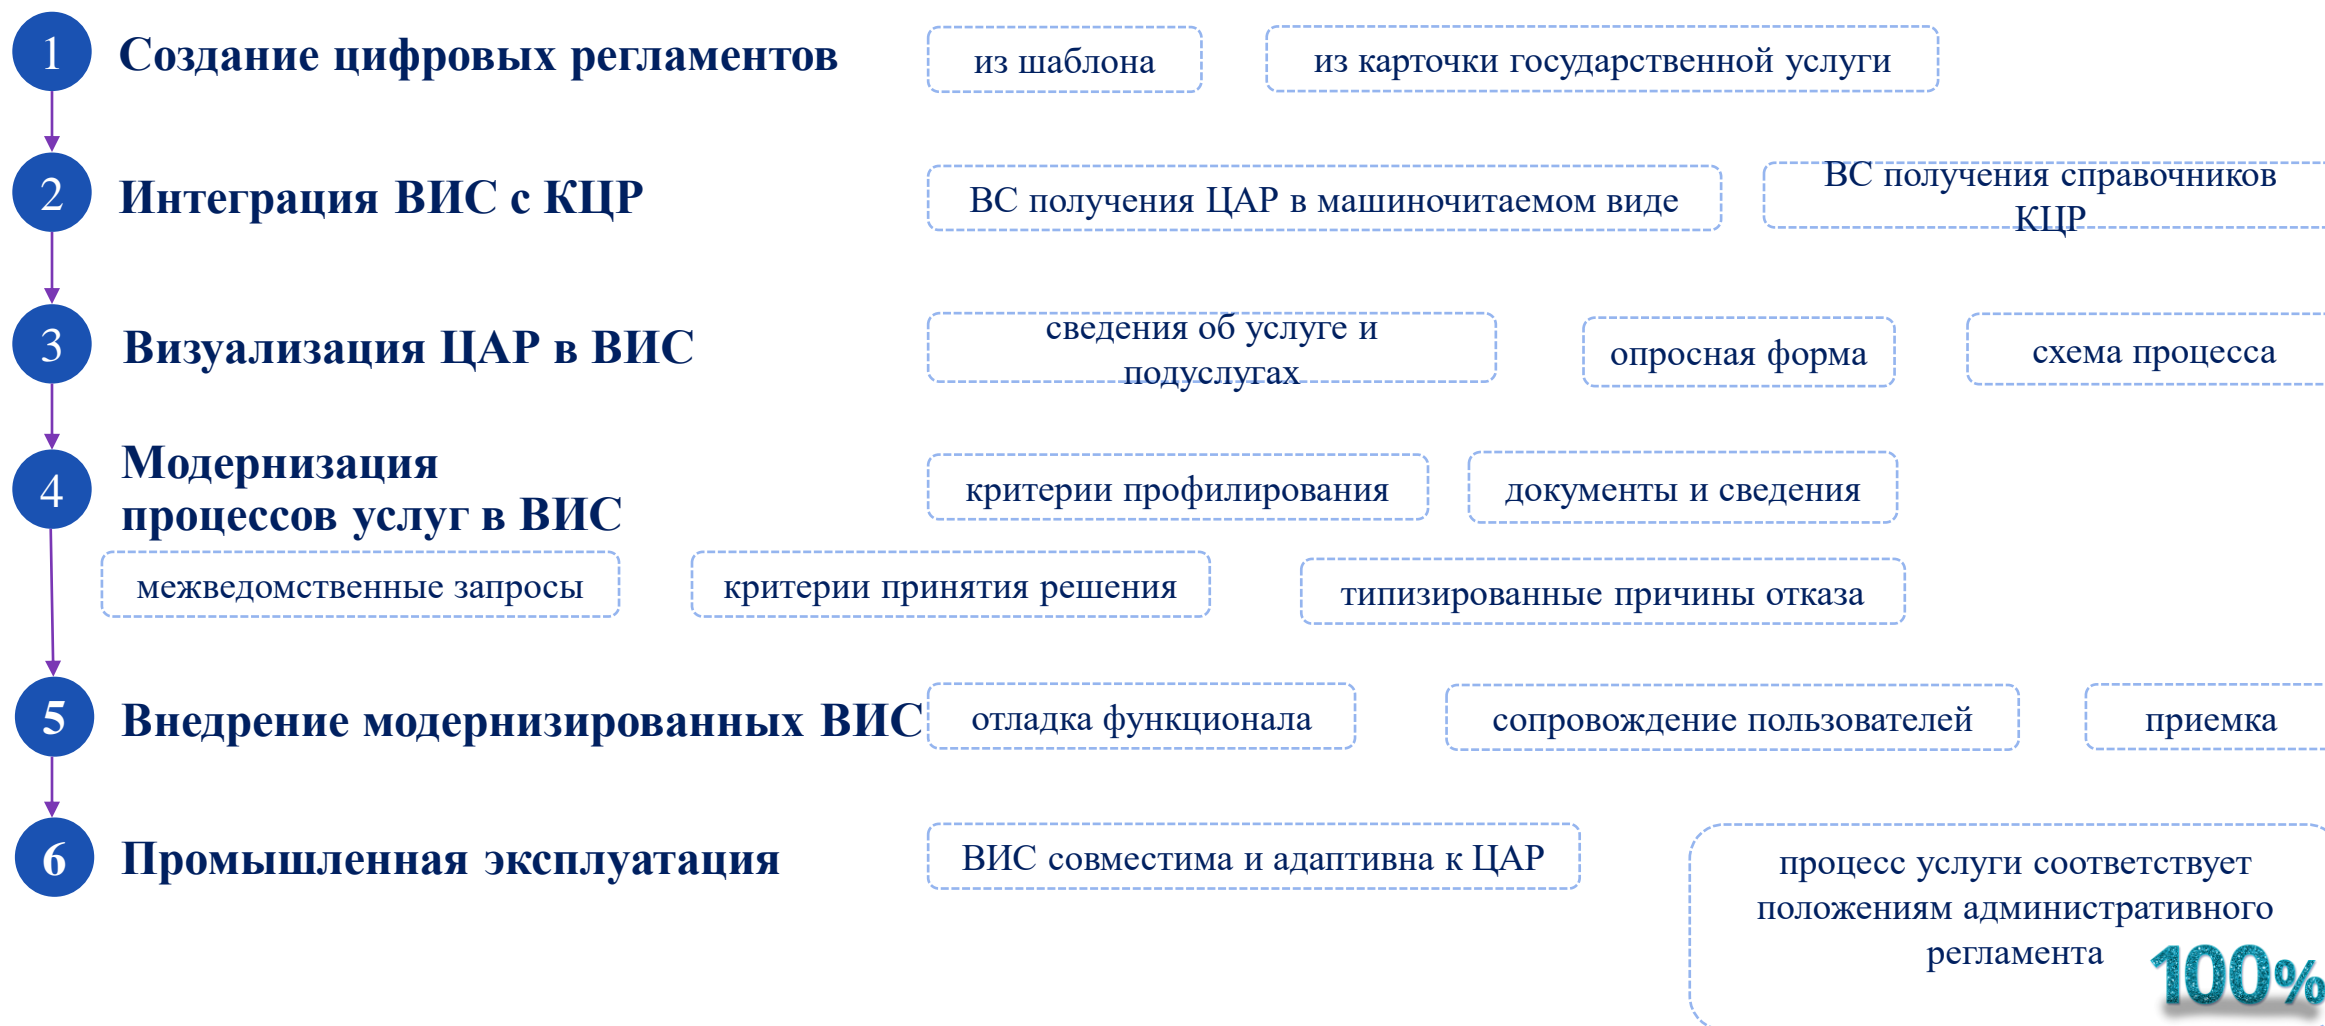 1
Создание цифровых регламентов
из шаблона
из карточки государственной услуги
2
Интеграция ВИС с КЦР
ВС получения ЦАР в машиночитаемом виде
ВС получения справочников
КЦР
3
Визуализация ЦАР в ВИС
сведения об услуге и
подуслугах
опросная форма
схема процесса
4
Модернизация
процессов услуг в ВИС
критерии профилирования
документы и сведения
межведомственные запросы
критерии принятия решения
типизированные причины отказа
5
Внедрение модернизированных ВИС
отладка функционала
сопровождение пользователей
приемка
6
Промышленная эксплуатация
ВИС совместима и адаптивна к ЦАР
процесс услуги соответствует
положениям административного
регламента
100%